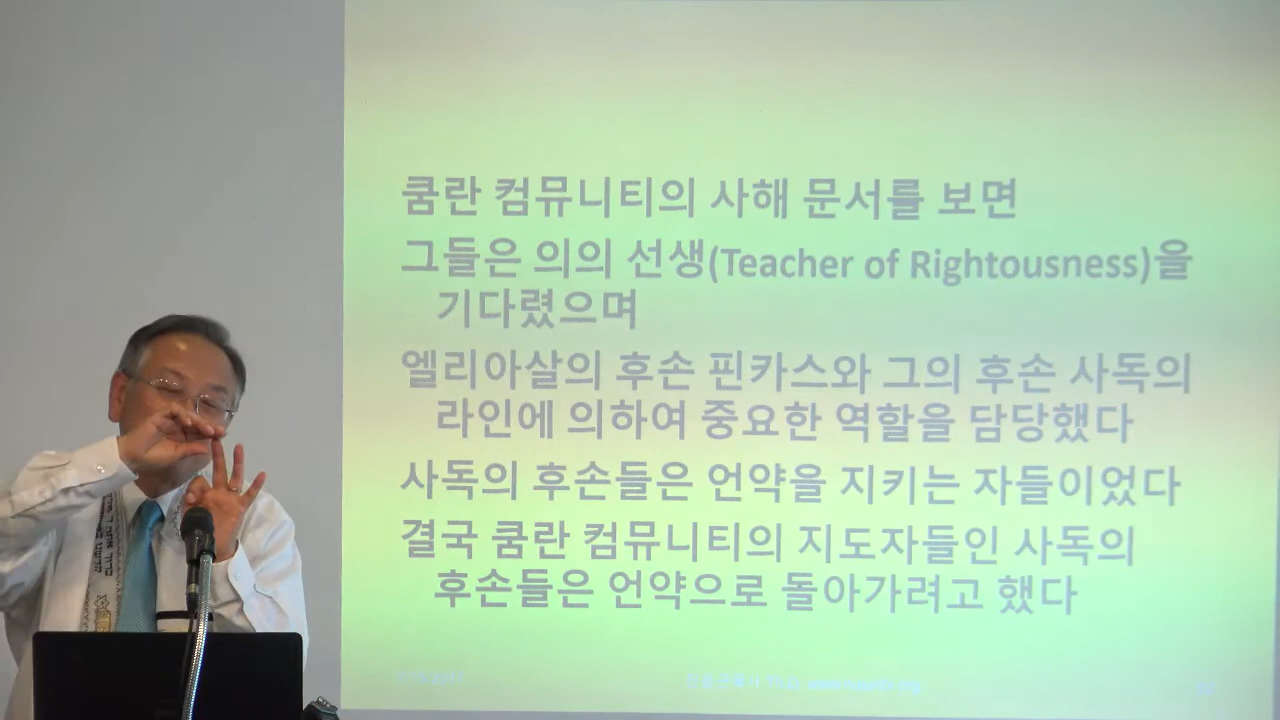 쿰란 컴뮤니티의 사해 문서를 보면
그들은 의의 선생(Teacher of Rightousness)을
기다렸으며
엘리아살의 후손 핀카스와 그의 후손 사독의
라인에 의하여 중요한 역할을 담당했다
사독의 후손들은 언약을 지키는 자들이었다
결국 쿰란 컴뮤니티의 지도자들인 사독의
후손들은 언약으로 돌아가려고 했다